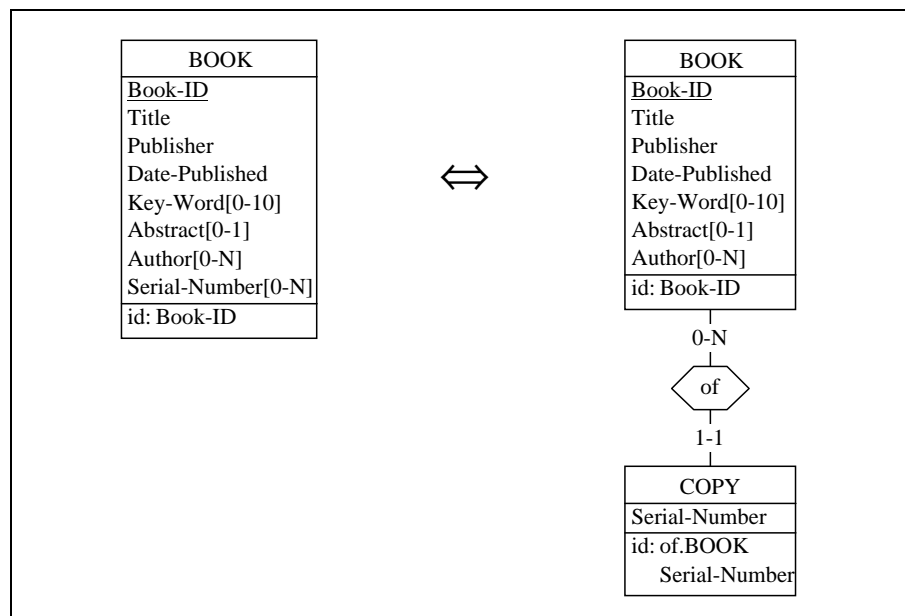 BOOK
Book-ID
Title
Publisher
Date-Published
Key-Word[0-10]
Abstract[0-1]
Author[0-N]
Serial-Number[0-N]
id: Book-ID
⇔
BOOK
Book-ID
Title
Publisher
Date-Published
Key-Word[0-10]
Abstract[0-1]
Author[0-N]
id: Book-ID
0-N
of
1-1
COPY
Serial-Number
id: of.BOOK
Serial-Number